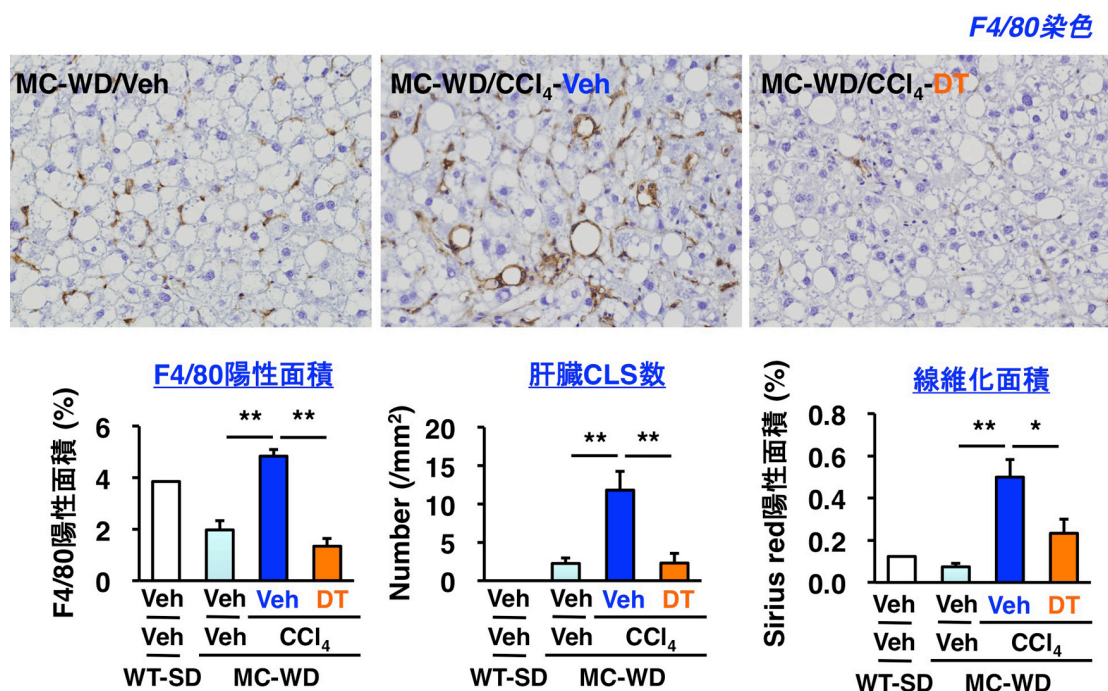 F4/80染色
MC-WD/Veh
MC-WD/CCl₄-Veh
MC-WD/CCl₄-DT
F4/80陽性面積
F4/80陽性面積 (%)
6
4
2
0
** **
Veh Veh Veh DT
Veh Veh CCl₄
WT-SD MC-WD
肝臓CLS数
Number (/mm²)
20
15
10
5
0
** **
Veh Veh Veh DT
Veh Veh CCl₄
WT-SD MC-WD
線維化面積
Sirius red陽性面積 (%)
0.8
0.6
0.4
0.2
0.0
** *
Veh Veh Veh DT
Veh Veh CCl₄
WT-SD MC-WD